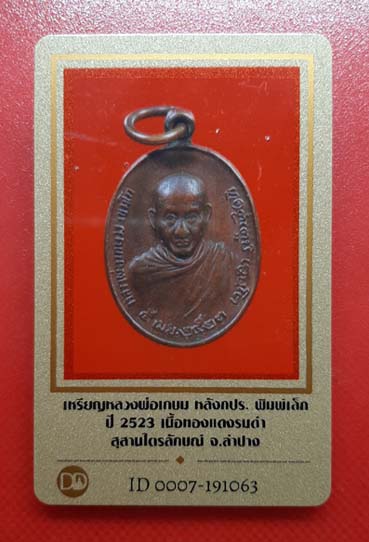 เหรียญหลวงพ่อเกษม หลังภปร. พิมพ์เล็ก
ปี 2523 เนื้อทองแดงรมดำ
สุสานไตรลักษณ์ จ.ลำปาง
ID 0007-191063